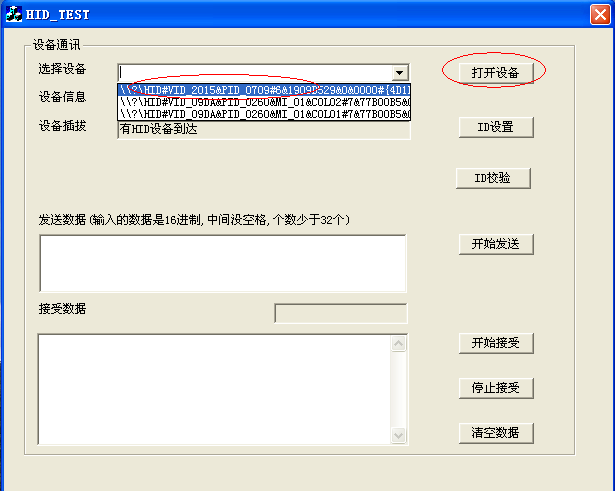 HID_TEST
设备通讯
选择设备
打开设备
\\?\HID#VID_2015&PID_0709#6&1909B529&0&0000#{4D1
\\?\HID#VID_09DA&PID_0260&MI_01&COL02#7&77B00B5&0
\\?\HID#VID_09DA&PID_0260&MI_01&COL01#7&77B00B5&0
设备信息
设备插拔
有HID设备到达
ID设置
ID校验
发送数据(输入的数据是16进制,中间没空格,个数少于32个)
开始发送
接受数据
开始接受
停止接受
清空数据